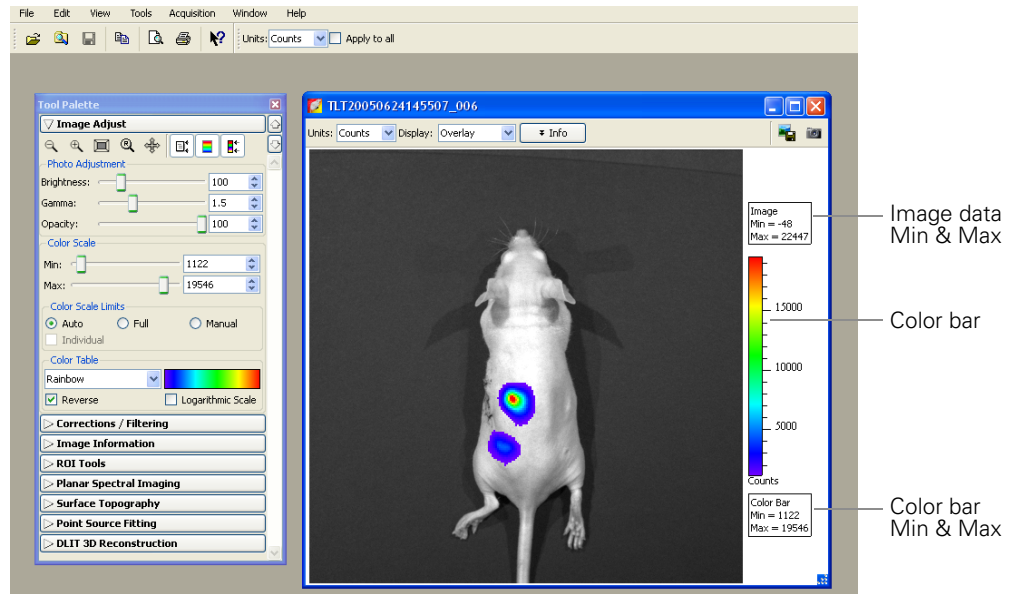 File Edit View Tools Acquisition Window Help
Units: Counts Apply to all
Tool Palette
Image Adjust
Photo Adjustment
Brightness: 100
Gamma: 1.5
Opacity: 100
Color Scale
Min: 1122
Max: 19546
Color Scale Limits
Auto Full Manual
Individual
Color Table
Rainbow
Reverse Logarithmic Scale
Corrections / Filtering
Image Information
ROI Tools
Planar Spectral Imaging
Surface Topography
Point Source Fitting
DLIT 3D Reconstruction
TLT20050624145507_006
Units: Counts Display: Overlay Info
Image
Min = -48
Max = 22447
15000
10000
5000
Counts
Color Bar
Min = 1122
Max = 19546
Image data
Min & Max
Color bar
Color bar
Min & Max